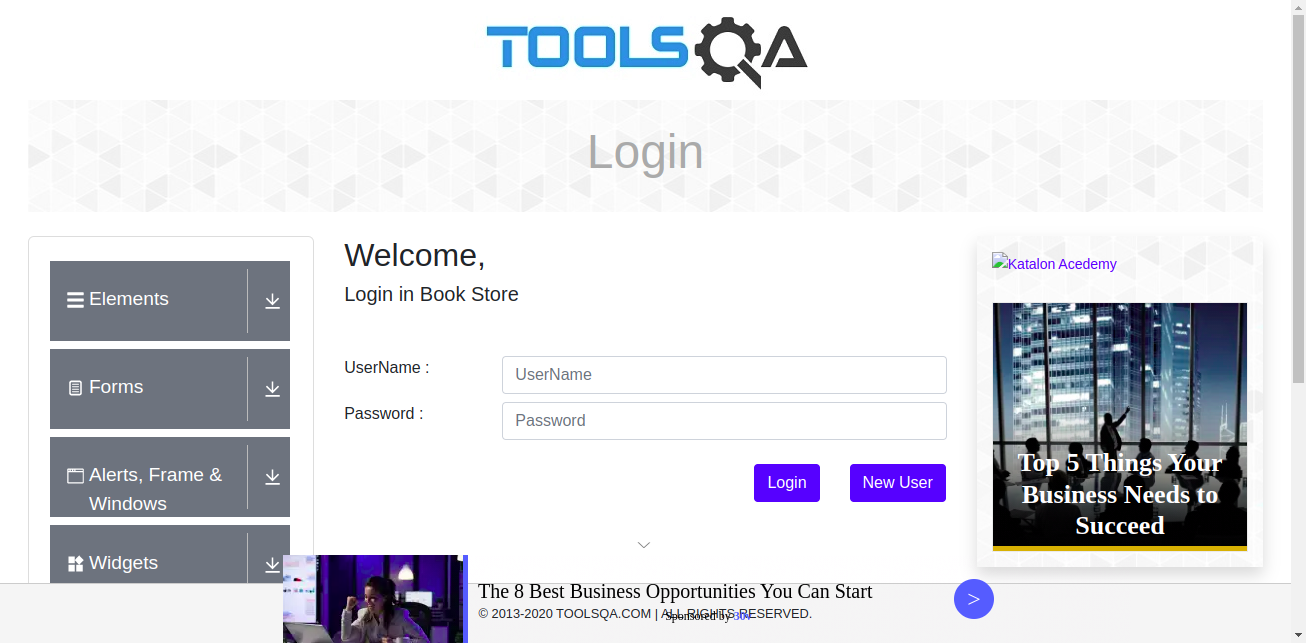 TOOLSQA
Login
Elements
Forms
Alerts, Frame &
Windows
Widgets
Welcome,
Login in Book Store
UserName :
UserName
Password :
Password
Login
New User
Katalon Acedemy
Top 5 Things Your
Business Needs to
Succeed
The 8 Best Business Opportunities You Can Start
© 2013-2020 TOOLSQA.COM | ALL RIGHTS RESERVED.
Sponsored by
>